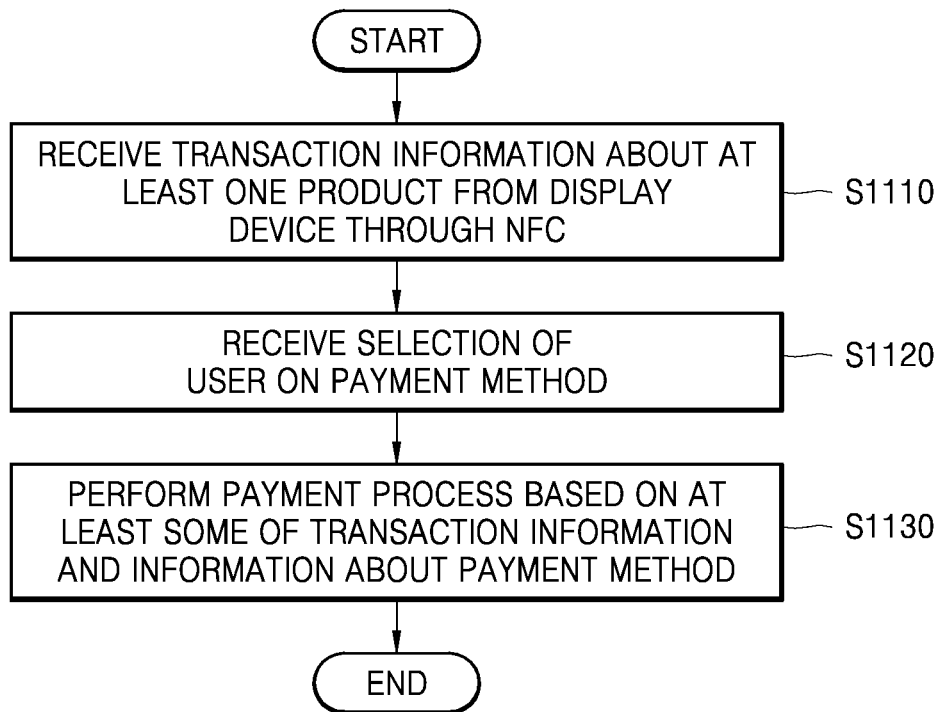 START
RECEIVE TRANSACTION INFORMATION ABOUT AT
LEAST ONE PRODUCT FROM DISPLAY
DEVICE THROUGH NFC
S1110
RECEIVE SELECTION OF
USER ON PAYMENT METHOD
S1120
PERFORM PAYMENT PROCESS BASED ON AT
LEAST SOME OF TRANSACTION INFORMATION
AND INFORMATION ABOUT PAYMENT METHOD
S1130
END